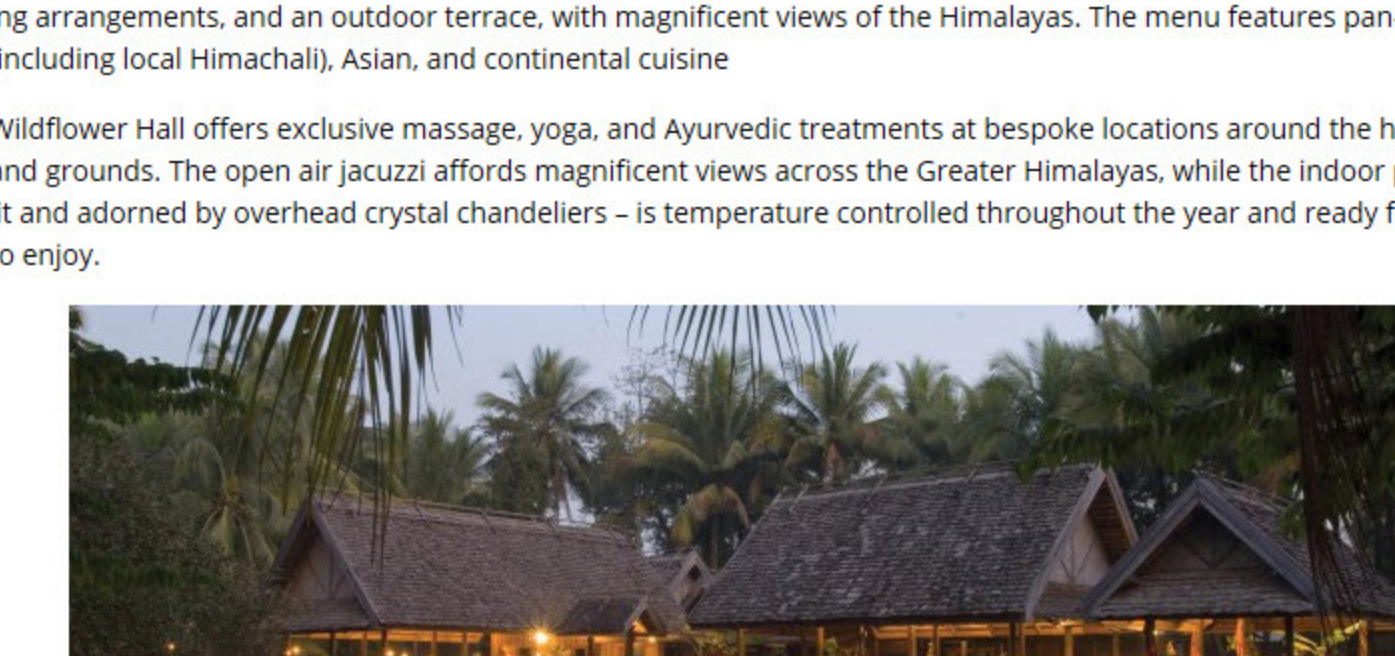 arrangements, and an outdoor terrace, with magnificent views of the Himalayas. The menu features pan-
including local Himachali), Asian, and continental cuisine
Wildflower Hall offers exclusive massage, yoga, and Ayurvedic treatments at bespoke locations around the
and grounds. The open air jacuzzi affords magnificent views across the Greater Himalayas, while the indoor
and adorned by overhead crystal chandeliers – is temperature controlled throughout the year and ready
enjoy.